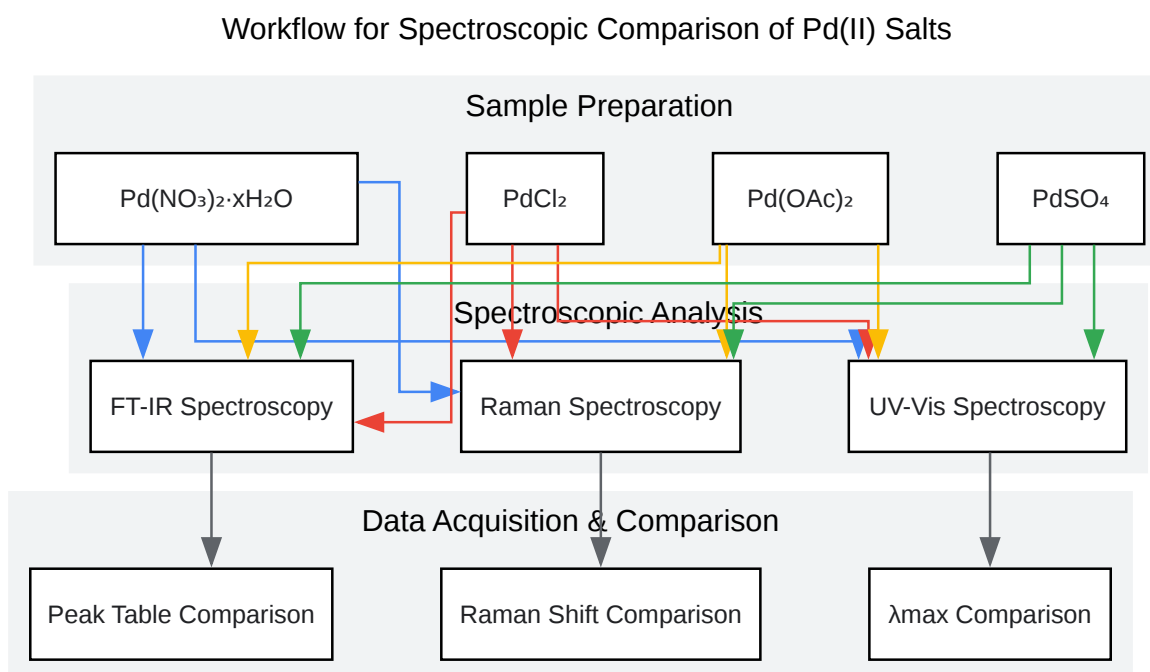 Workflow for Spectroscopic Comparison of Pd(II) Salts
Sample Preparation
Pd(NO₃)₂·xH₂O
PdCl₂
Pd(OAc)₂
PdSO₄
Spectroscopic Analysis
FT-IR Spectroscopy
Raman Spectroscopy
UV-Vis Spectroscopy
Data Acquisition & Comparison
Peak Table Comparison
Raman Shift Comparison
λmax Comparison